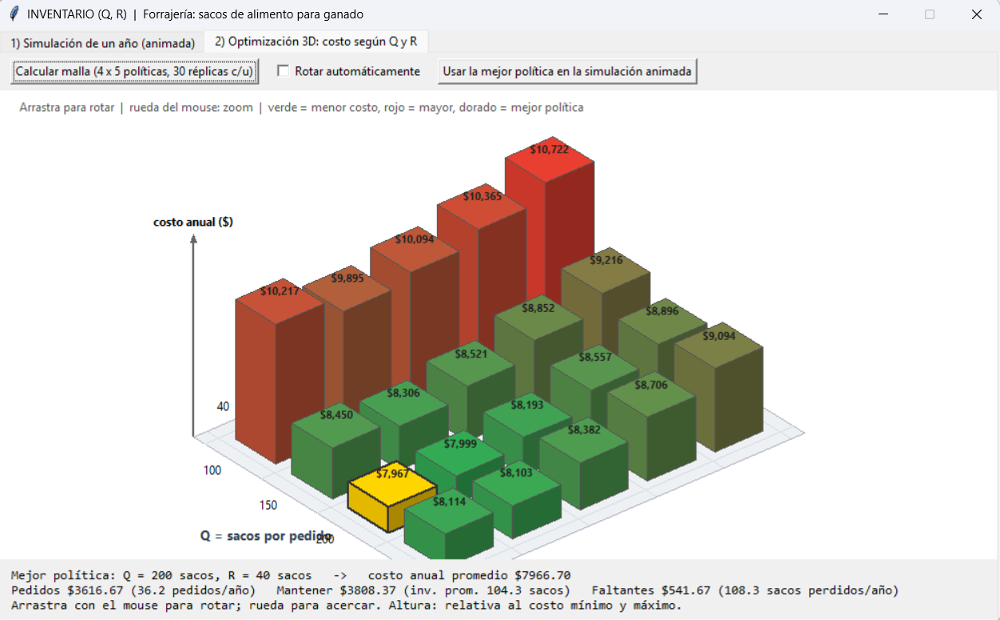 INVENTARIO (Q, R) | Forrajería: sacos de alimento para ganado
1) Simulación de un año (animada)
2) Optimización 3D: costo según Q y R
Calcular malla (4 x 5 políticas, 30 réplicas c/u)
Rotar automáticamente
Usar la mejor política en la simulación animada
Arrastra para rotar | rueda del mouse: zoom | verde = menor costo, rojo = mayor, dorado = mejor política
$10,722
$10,365
costo anual ($)
$10,094
$9,216
$9,895
$10,217
$8,852
$8,896
$9,094
$8,521
$8,557
$8,306
$8,706
40
$8,450
$8,193
$8,382
$7,999
100
$7,967
$8,103
150
$8,114
Q = sacos por pedido
200
Mejor política: Q = 200 sacos, R = 40 sacos -> costo anual promedio $7966.70
Pedidos $3616.67 (36.2 pedidos/año) Mantener $3808.37 (inv. prom. 104.3 sacos) Faltantes $541.67 (108.3 sacos perdidos/año)
Arrastra con el mouse para rotar; rueda para acercar. Altura: relativa al costo mínimo y máximo.